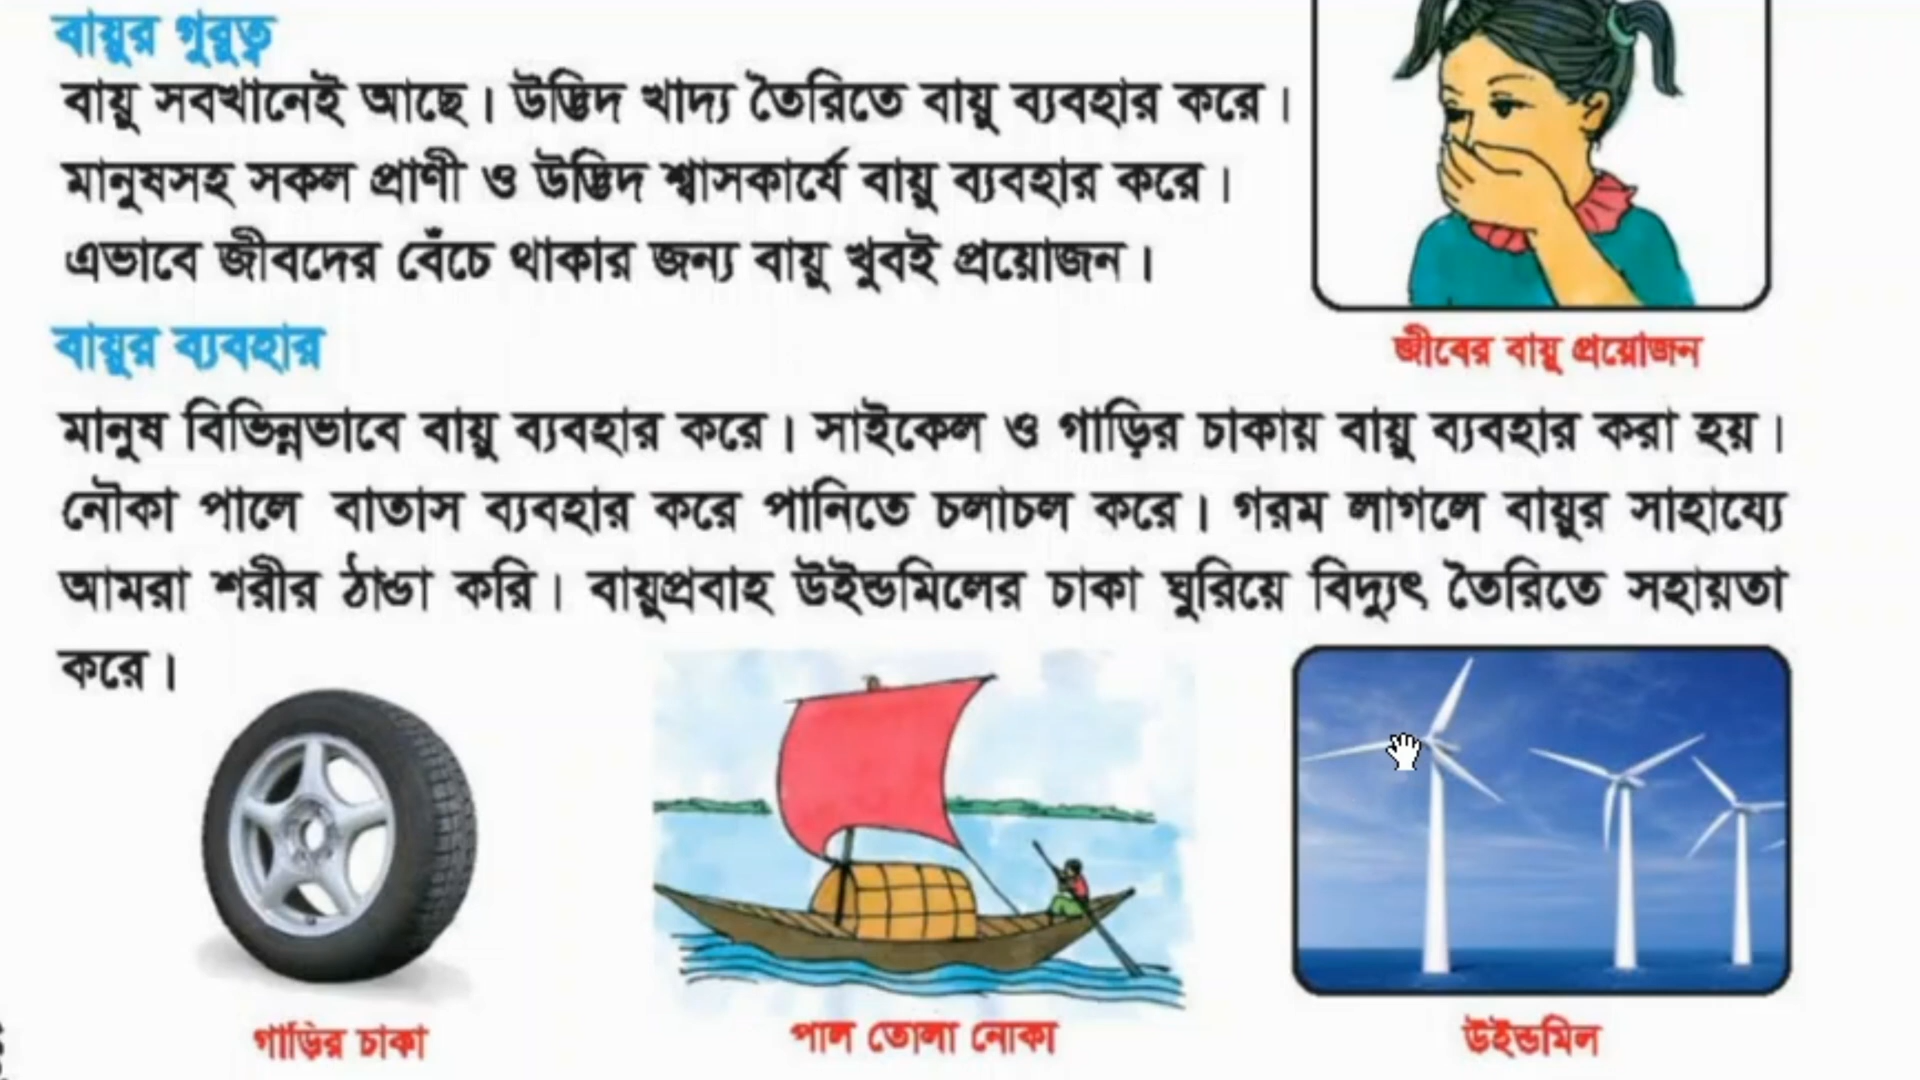 বায়ুর গুরুত্ব
বায়ু সবখানেই আছে। উদ্ভিদ খাদ্য তৈরিতে বায়ু ব্যবহার করে।
মানুষসহ সকল প্রাণী ও উদ্ভিদ শ্বাসকার্যে বায়ু ব্যবহার করে।
এভাবে জীবদের বেঁচে থাকার জন্য বায়ু খুবই প্রয়োজন।
জীবের বায়ু প্রয়োজন
বায়ুর ব্যবহার
মানুষ বিভিন্নভাবে বায়ু ব্যবহার করে। সাইকেল ও গাড়ির চাকায় বায়ু ব্যবহার করা হয়।
নৌকা পালে বাতাস ব্যবহার করে পানিতে চলাচল করে। গরম লাগলে বায়ুর সাহায্যে
আমরা শরীর ঠান্ডা করি। বায়ুপ্রবাহ উইন্ডমিলের চাকা ঘুরিয়ে বিদ্যুৎ তৈরিতে সহায়তা
করে।
গাড়ির চাকা
পাল তোলা নৌকা
উইন্ডমিল